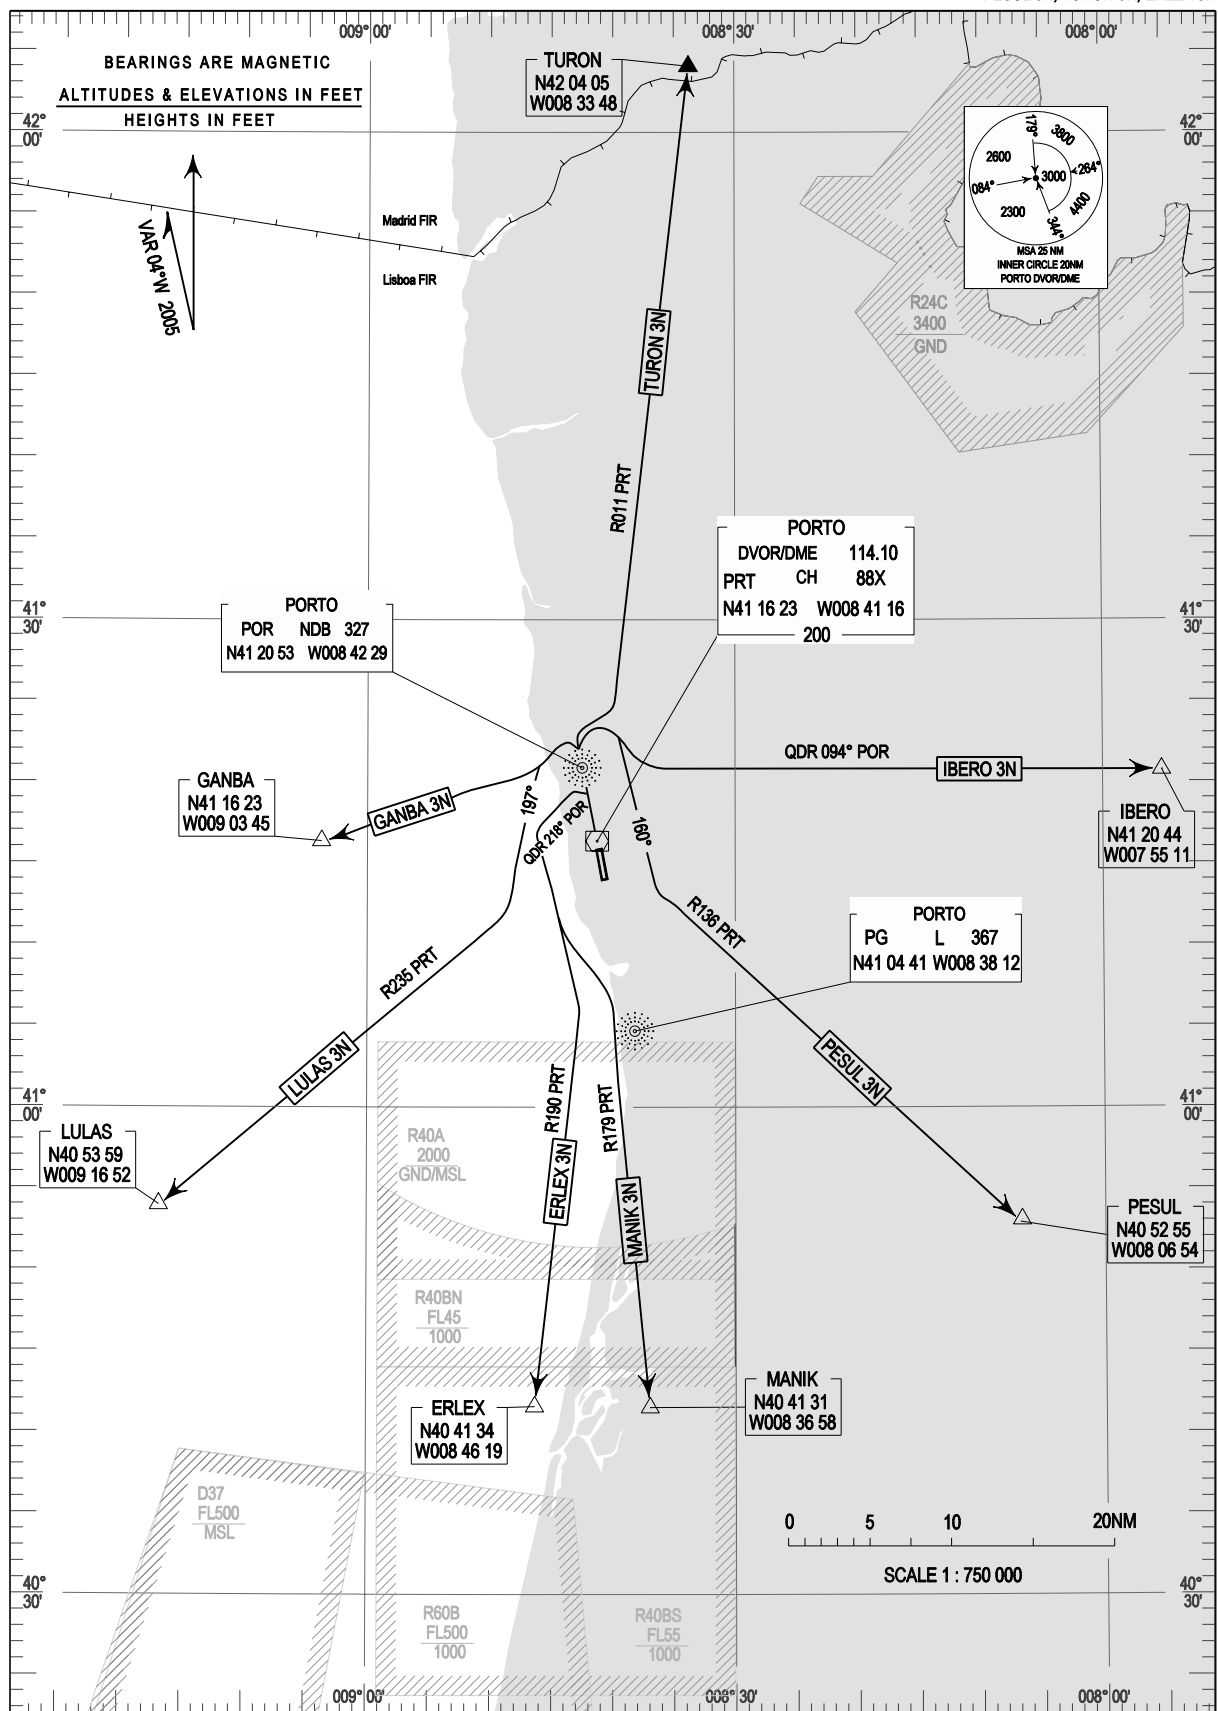 009° 00'
008° 30'
008° 00'
BEARINGS ARE MAGNETIC
ALTITUDES & ELEVATIONS IN FEET
HEIGHTS IN FEET
TURON
N42 04 05
W008 33 48
42°
00'
42°
00'
179°
3800
2600
264°
3000
084°
2300
4400
344°
MSA 25 NM
INNER CIRCLE 20NM
PORTO DVOR/DME
Madrid FIR
Lisboa FIR
VAR 04°W 2005
R24C
3400
GND
TURON 3N
R011 PRT
PORTO
DVOR/DME 114.10
PRT CH 88X
N41 16 23 W008 41 16
200
PORTO
POR NDB 327
N41 20 53 W008 42 29
41°
30'
41°
30'
QDR 094° POR
IBERO 3N
GANBA
N41 16 23
W009 03 45
GANBA 3N
197°
QDR 218° POR
160°
IBERO
N41 20 44
W007 55 11
R136 PRT
PORTO
PG L 367
N41 04 41 W008 38 12
R235 PRT
LULAS 3N
PESUL 3N
R190 PRT
R179 PRT
41°
00'
41°
00'
LULAS
N40 53 59
W009 16 52
R40A
2000
GND/MSL
ERLEX 3N
MANIK 3N
PESUL
N40 52 55
W008 06 54
R40BN
FL45
1000
ERLEX
N40 41 34
W008 46 19
MANIK
N40 41 31
W008 36 58
D37
FL500
MSL
0 5 10 20NM
SCALE 1 : 750 000
40°
30'
40°
30'
R60B
FL500
1000
R40BS
FL55
1000
009° 00'
008° 30'
008° 00'